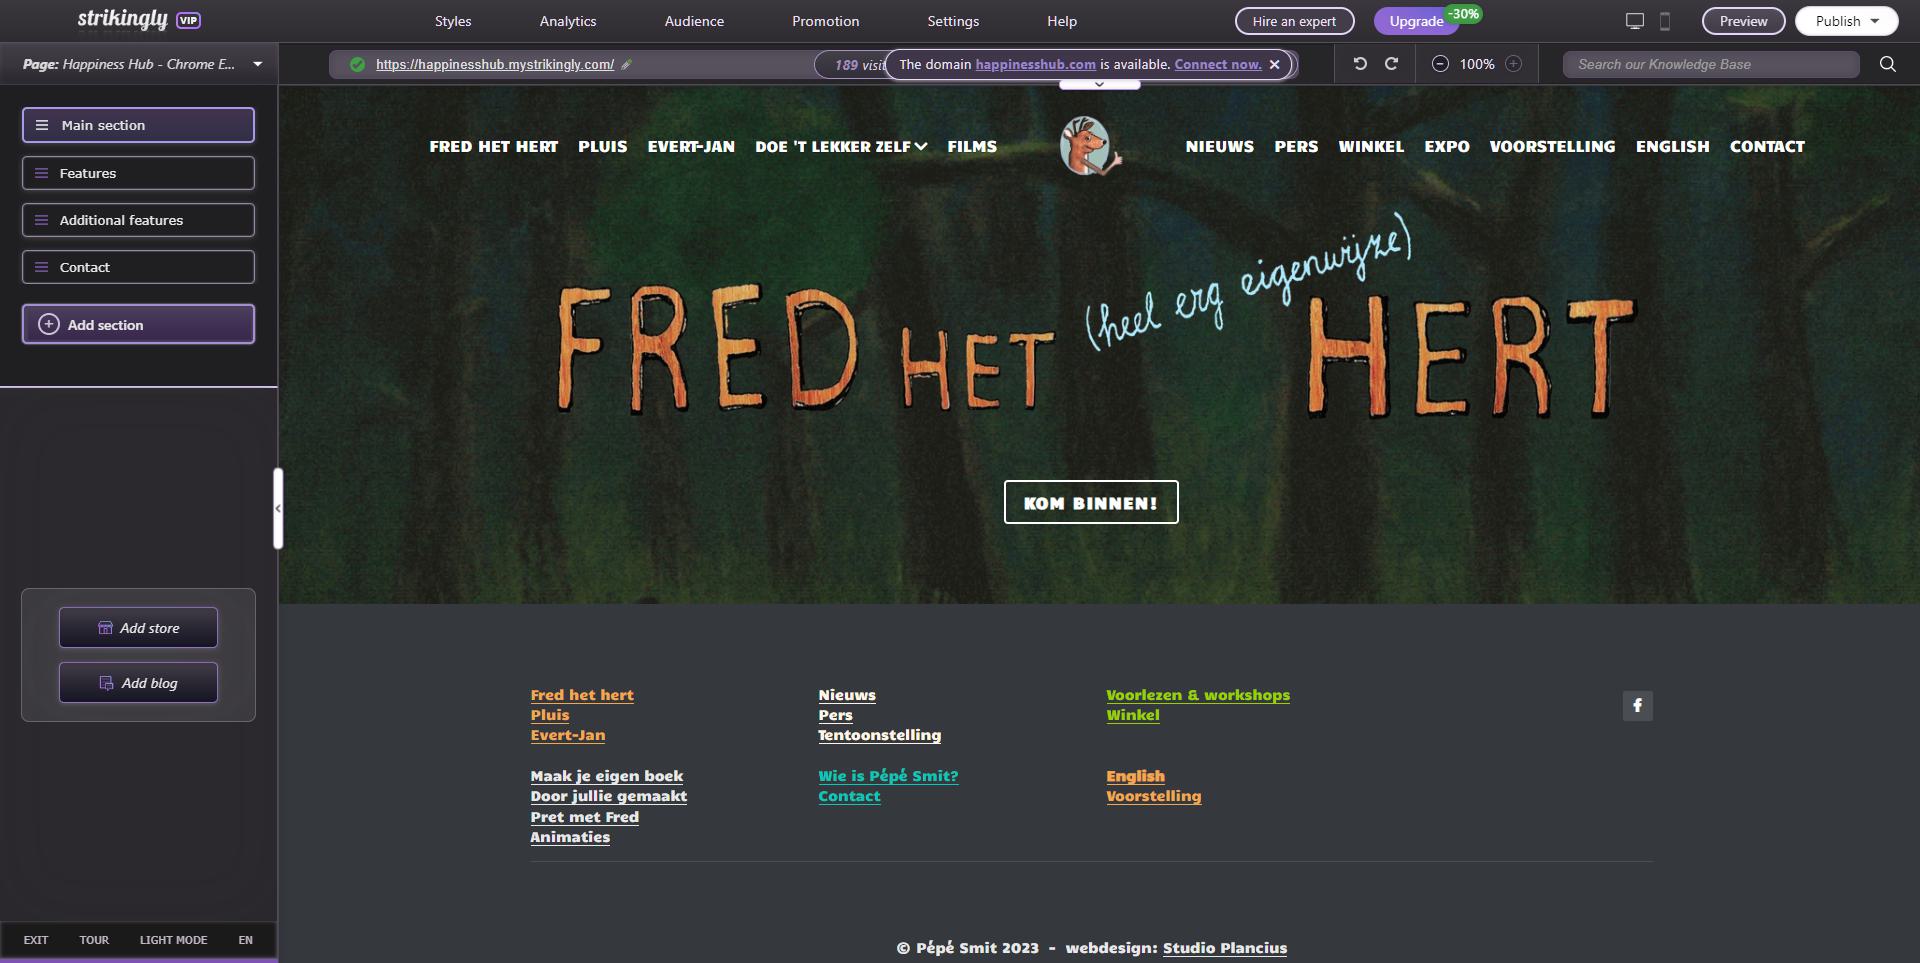 strikingly VIP
Styles Analytics Audience Promotion Settings Help
Hire an expert
Upgrade -30%
Preview Publish
Page: Happiness Hub - Chrome E...
https://happinesshub.mystrikingly.com/
189
The domain happinesshub.com is available. Connect now.
100%
Search our Knowledge Base
Main section
Features
Additional features
Contact
Add section
Add store
Add blog
EXIT TOUR LIGHT MODE EN
FRED HET HERT PLUIS EVERT-JAN DOE 'T LEKKER ZELF FILMS NIEUWS PERS WINKEL EXPO VOORSTELLING ENGLISH CONTACT
FRED HET (heel erg eigenwijze) HERT
KOM BINNEN!
Fred het hert
Pluis
Evert-Jan
Maak je eigen boek
Door jullie gemaakt
Pret met Fred
Animaties
Nieuws
Pers
Tentoonstelling
Wie is Pépé Smit?
Contact
Voorlezen & workshops
Winkel
English
Voorstelling
© Pépé Smit 2023 - webdesign: Studio Plancius